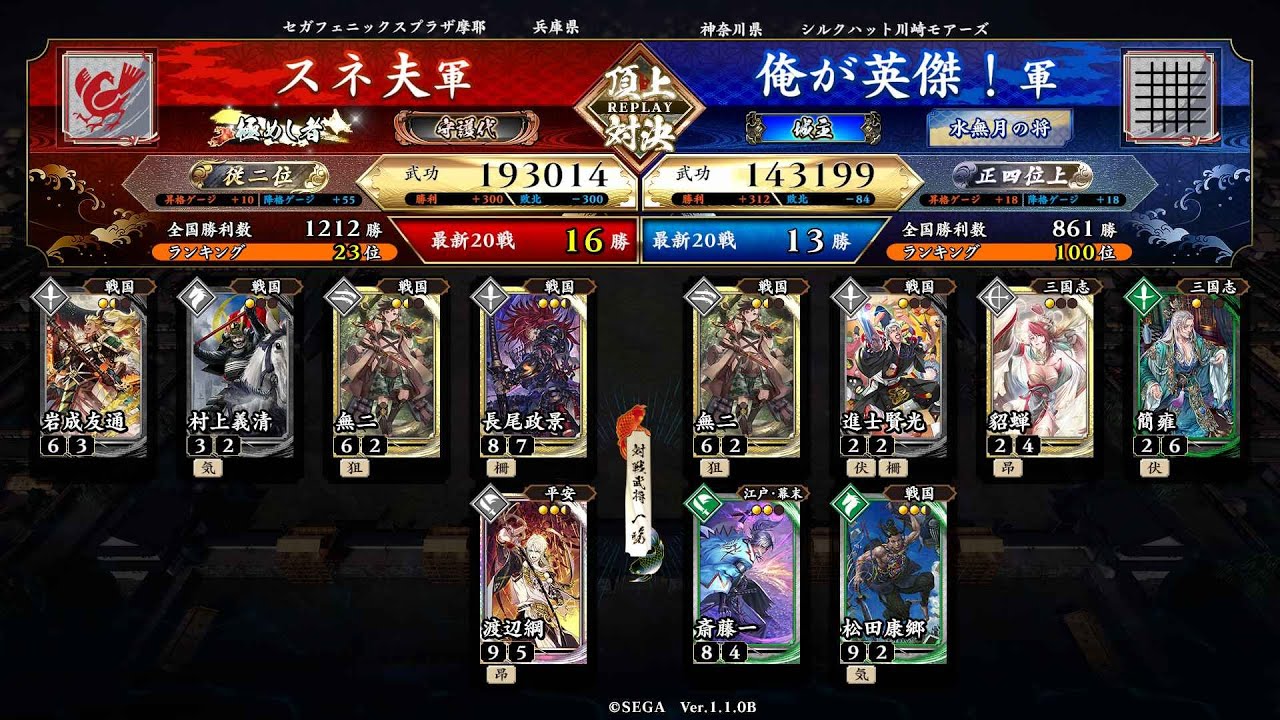 セガフェニックスプラザ摩耶 兵庫県 神奈川県 シルクハット川崎モアーズ
スネ夫軍 頂上 REPLAY 対決 俺が英傑!軍
極めし者 守護代 城主 水無月の将
従二位 武功 193014 武功 143199 正四位上
昇格ゲージ +10 降格ゲージ +55 勝利 +300 敗北 -300 勝利 +312 敗北 -84 昇格ゲージ +18 降格ゲージ +18
全国勝利数 1212勝 最新20戦 16勝 最新20戦 13勝 全国勝利数 861勝
ランキング 23位 ランキング 100位
戦国 戦国 戦国 戦国 戦国 戦国 三国志 三国志
岩成友通 村上義清 無二 長尾政景 無二 進士賢光 貂蝉 簡雍
6 3 3 2 6 2 8 7 6 2 2 2 2 4 2 6
気 狙 柵 狙 伏 柵 昴 伏
平安 江戸・幕末 戦国
渡辺綱 斎藤一 松田康郷
9 5 8 4 9 2
昴 気
©SEGA Ver.1.1.0B